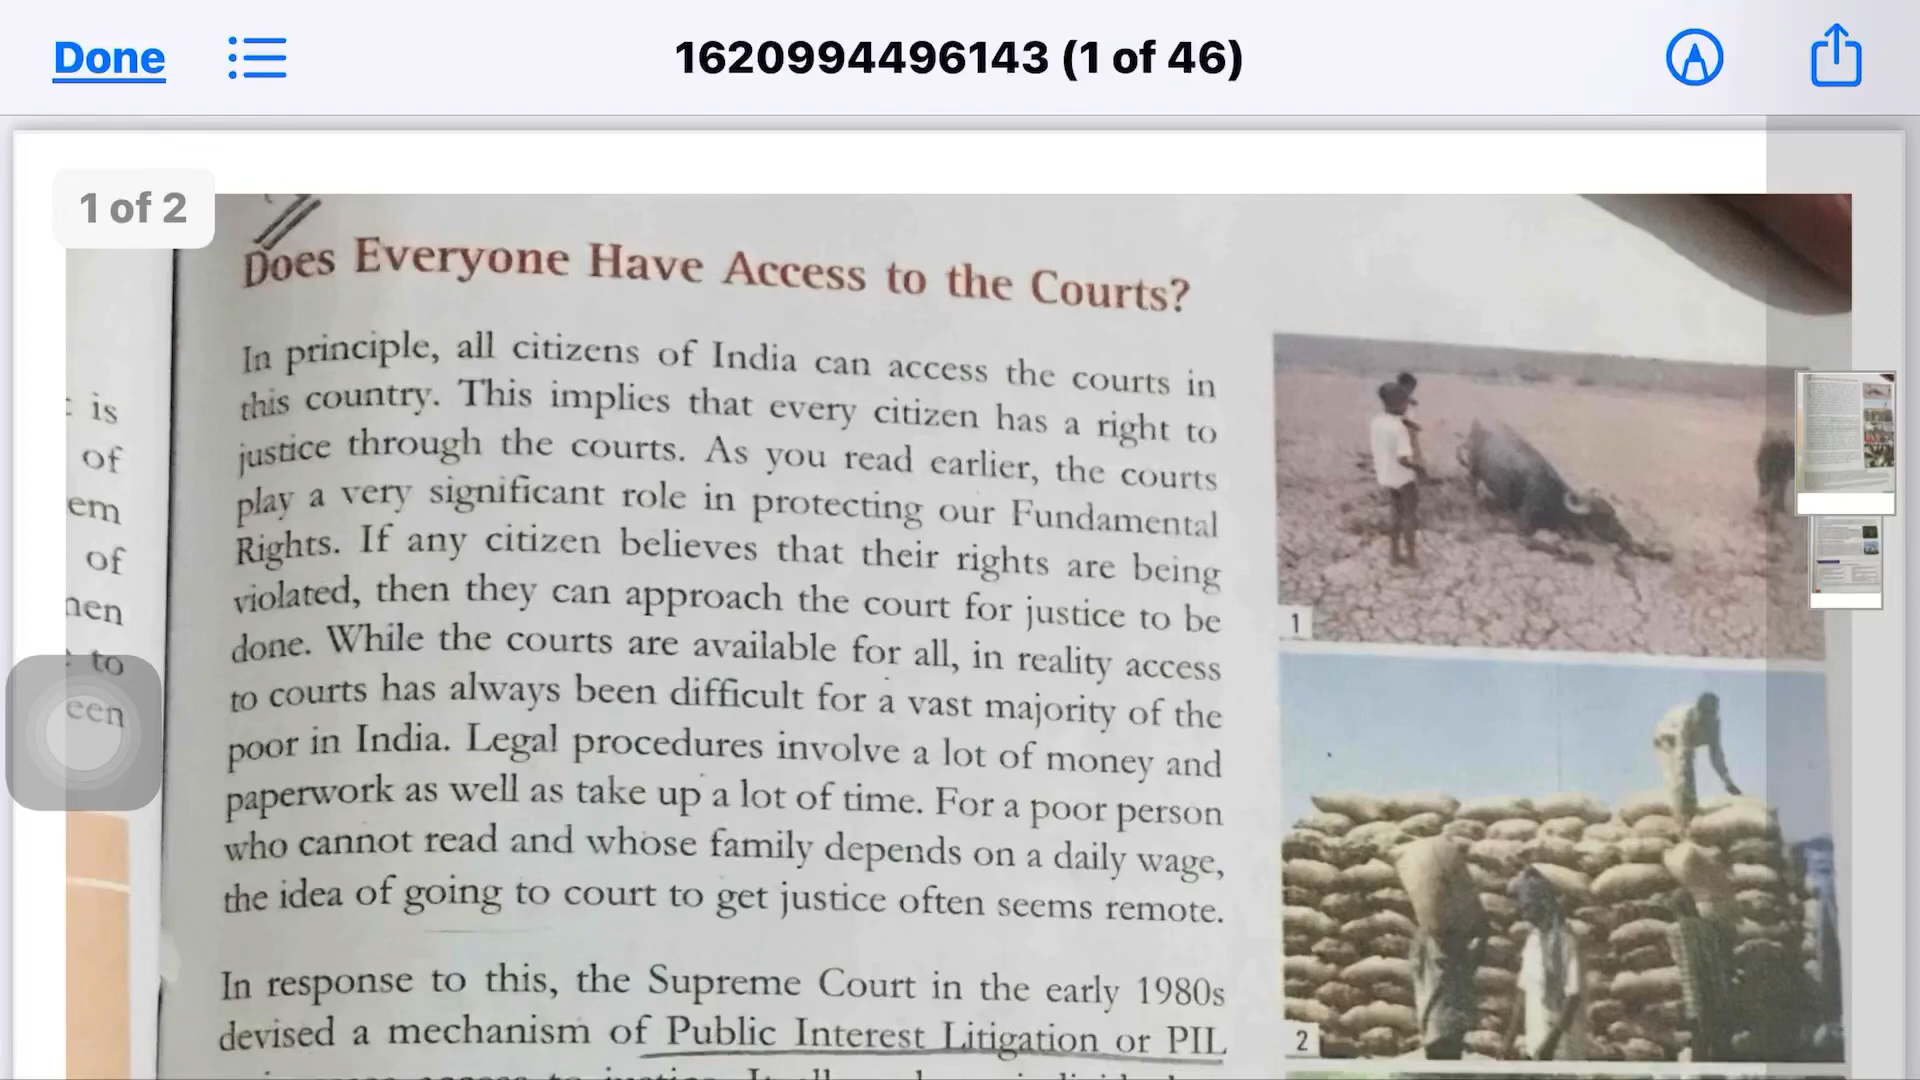 Done
1620994496143 (1 of 46)
1 of 2
Does Everyone Have Access to the Courts?
In principle, all citizens of India can access the courts in
this country. This implies that every citizen has a right to
justice through the courts. As you read earlier, the courts
play a very significant role in protecting our Fundamental
Rights. If any citizen believes that their rights are being
violated, then they can approach the court for justice to be
done. While the courts are available for all, in reality access
to courts has always been difficult for a vast majority of the
poor in India. Legal procedures involve a lot of money and
paperwork as well as take up a lot of time. For a poor person
who cannot read and whose family depends on a daily wage,
the idea of going to court to get justice often seems remote.
In response to this, the Supreme Court in the early 1980s
devised a mechanism of Public Interest Litigation or PIL
is
of
em
of
to
een
1
2